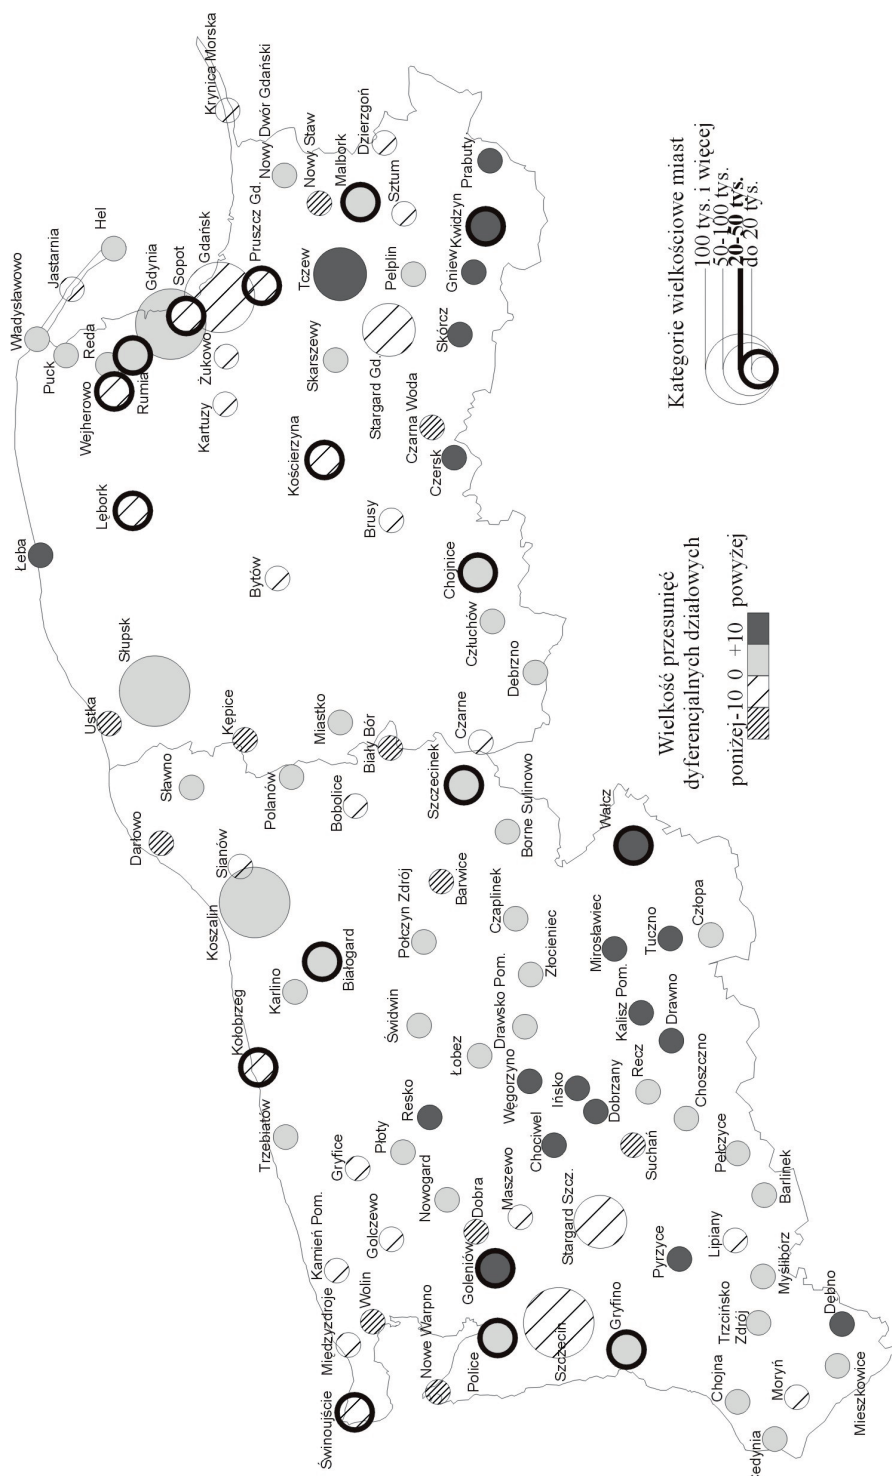 Krynica Morska
Nowy Dwór Gdański
Nowy Staw
Malbork
Dzierzgoń
Sztum
Prabuty
Kwidzyn
Hel
Jastarnia
Władysławowo
Puck
Reda
Rumia
Wejherowo
Gdynia
Sopot
Gdańsk
Pruszcz Gd.
Tczew
Pelplin
Gniew
Skórcz
Żukowo
Kartuzy
Skarszewy
Stargard Gd.
Czarna Woda
Czersk
Kościerzyna
Lębork
Łeba
Brusy
Bytów
Chojnice
Człuchów
Debrzno
Słupsk
Ustka
Kępice
Miastko
Biały Bór
Czarne
Sławno
Polanów
Bobolice
Szczecinek
Borne Sulinowo
Darłowo
Sianów
Koszalin
Barwice
Wałcz
Połczyn Zdrój
Czaplinek
Złocieniec
Mirosławiec
Tuczno
Człopa
Białogard
Karlino
Kołobrzeg
Świdwin
Drawsko Pom.
Kalisz Pom.
Drawno
Łobez
Węgorzyno
Ińsko
Dobrzany
Recz
Choszczno
Trzebiatów
Resko
Płoty
Gryfice
Chociwel
Suchań
Pełczyce
Barlinek
Nowogard
Dobra
Maszewo
Stargard Szcz.
Golczewo
Kamień Pom.
Goleniów
Pyrzyce
Lipiany
Myślibórz
Wolin
Międzyzdroje
Świnoujście
Nowe Warpno
Police
Szczecin
Gryfino
Trzcińsko
Zdrój
Dębno
Mieszkowice
Moryń
Chojna
edynia
Wielkość przesunięć
dyferencjalnych działowych
poniżej -10 0 +10 powyżej
Kategorie wielkościowe miast
100 tys. i więcej
50-100 tys.
20-50 tys.
do 20 tys.